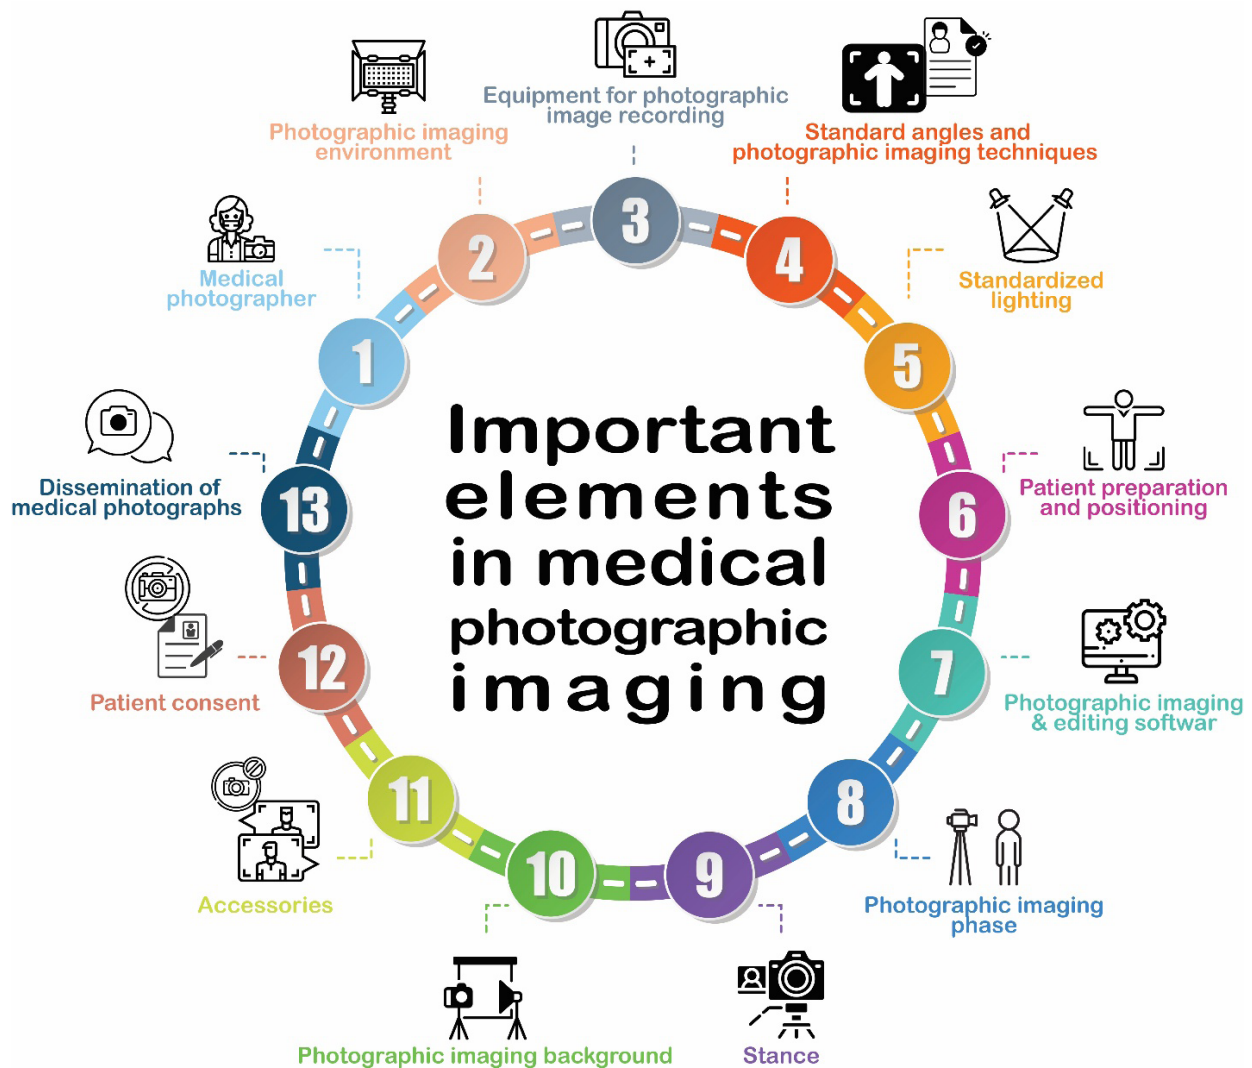 Important
elements
in medical
photographic
imaging
1
Medical
photographer
2
Photographic imaging
environment
3
Equipment for photographic
image recording
4
Standard angles and
photographic imaging techniques
5
Standardized
lighting
6
Patient preparation
and positioning
7
Photographic imaging
& editing softwar
8
Photographic imaging
phase
9
Stance
10
Photographic imaging background
11
Accessories
12
Patient consent
13
Dissemination of
medical photographs